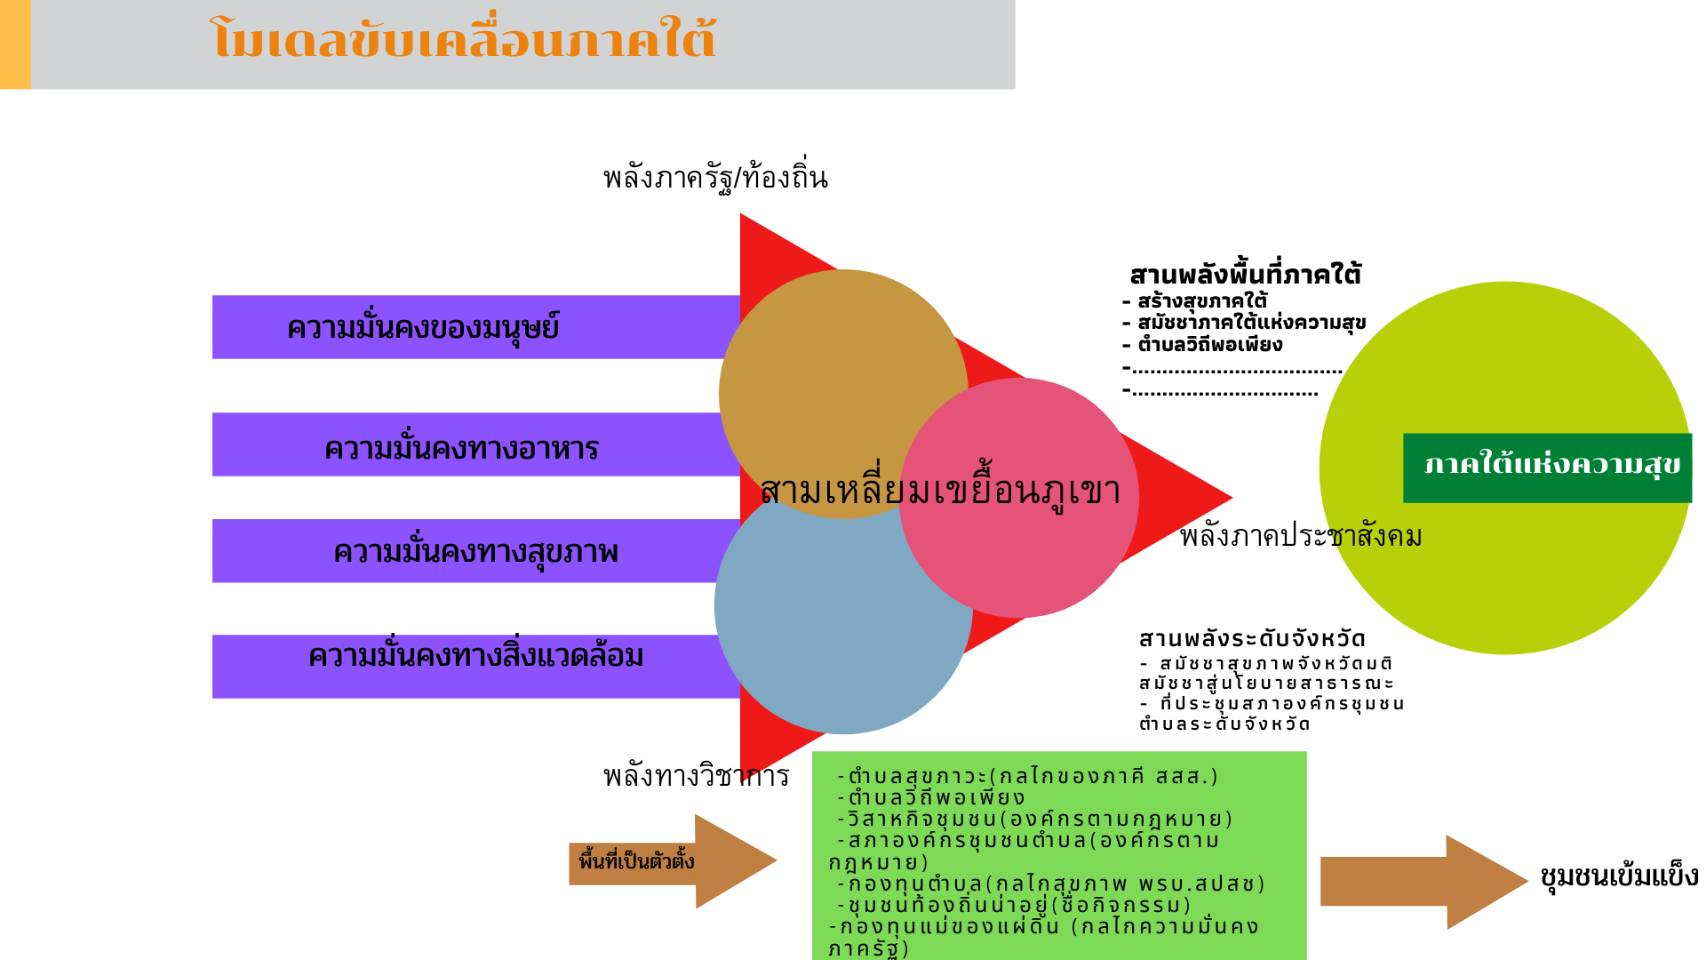 โมเดลขับเคลื่อนภาคใต้
พลังภาครัฐ/ท้องถิ่น
ความมั่นคงของมนุษย์
ความมั่นคงทางอาหาร
ความมั่นคงทางสุขภาพ
ความมั่นคงทางสิ่งแวดล้อม
สามเหลี่ยมเขยื้อนภูเขา
สานพลังพื้นที่ภาคใต้
- สร้างสุขภาคใต้
- สมัชชาภาคใต้แห่งความสุข
- ตำบลวิถีพอเพียง
-...................................
-...............................
ภาคใต้แห่งความสุข
พลังภาคประชาสังคม
สานพลังระดับจังหวัด
- สมัชชาสุขภาพจังหวัดมติ
สมัชชาสู่นโยบายสาธารณะ
- ที่ประชุมสภาองค์กรชุมชน
ตำบลระดับจังหวัด
พลังทางวิชาการ
พื้นที่เป็นตัวตั้ง
-ตำบลสุขภาวะ(กลไกของภาคี สสส.)
-ตำบลวิถีพอเพียง
-วิสาหกิจชุมชน(องค์กรตามกฎหมาย)
-สภาองค์กรชุมชนตำบล(องค์กรตาม
กฎหมาย)
-กองทุนตำบล(กลไกสุขภาพ พรบ.สปสช)
-ชุมชนท้องถิ่นน่าอยู่(ชื่อกิจกรรม)
-กองทุนแม่ของแผ่ดิน (กลไกความมั่นคง
ภาครัฐ)
ชุมชนเข้มแข็ง